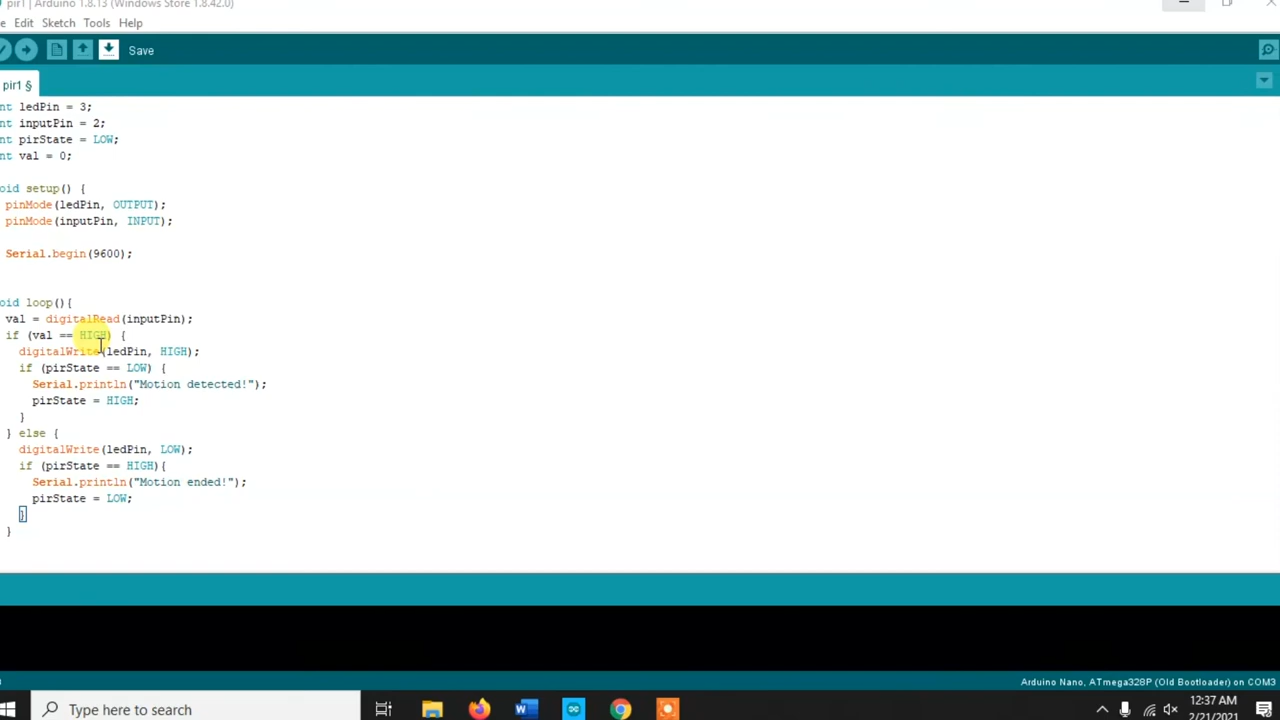 pir1 | Arduino 1.8.13 (Windows Store 1.8.42.0)
e Edit Sketch Tools Help
Save
pir1 §
nt ledPin = 3;
nt inputPin = 2;
nt pirState = LOW;
nt val = 0;
oid setup() {
pinMode(ledPin, OUTPUT);
pinMode(inputPin, INPUT);
Serial.begin(9600);
oid loop(){
val = digitalRead(inputPin);
if (val == HIGH) {
digitalWrite(ledPin, HIGH);
if (pirState == LOW) {
Serial.println("Motion detected!");
pirState = HIGH;
}
} else {
digitalWrite(ledPin, LOW);
if (pirState == HIGH){
Serial.println("Motion ended!");
pirState = LOW;
}
}
Arduino Nano, ATmega328P (Old Bootloader) on COM3
Type here to search
12:37 AM
2/21/2021